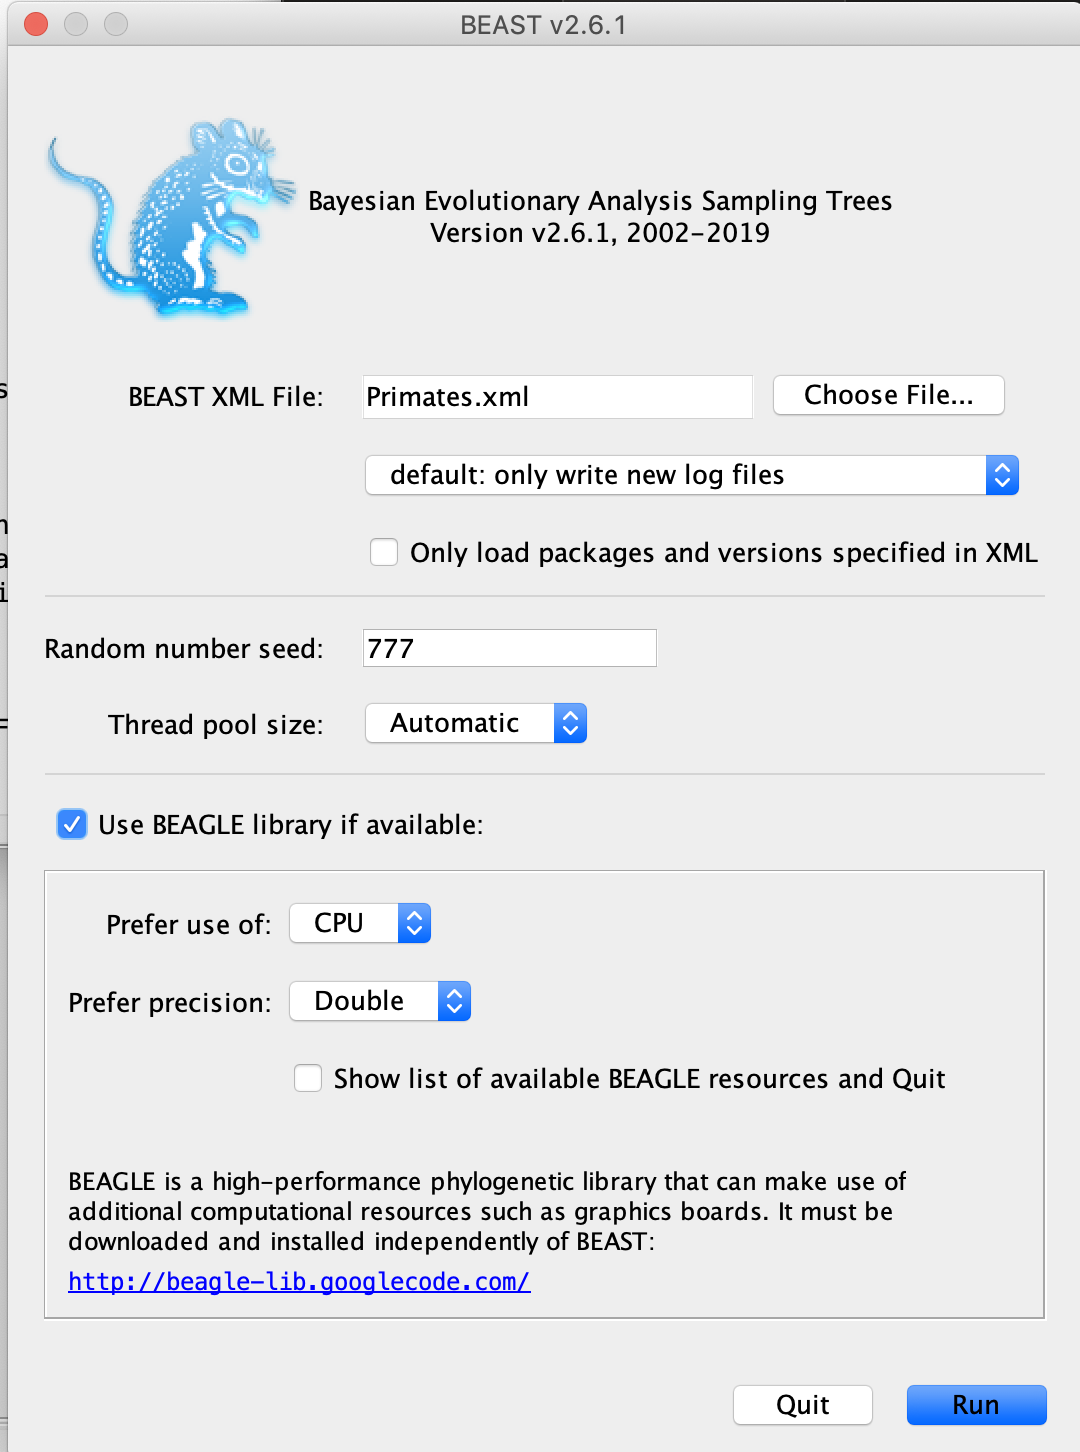 BEAST v2.6.1
Bayesian Evolutionary Analysis Sampling Trees
Version v2.6.1, 2002-2019
BEAST XML File: Primates.xml Choose File...
default: only write new log files
Only load packages and versions specified in XML
Random number seed: 777
Thread pool size: Automatic
Use BEAGLE library if available:
Prefer use of: CPU
Prefer precision: Double
Show list of available BEAGLE resources and Quit
BEAGLE is a high-performance phylogenetic library that can make use of
additional computational resources such as graphics boards. It must be
downloaded and installed independently of BEAST:
http://beagle-lib.googlecode.com/
Quit Run